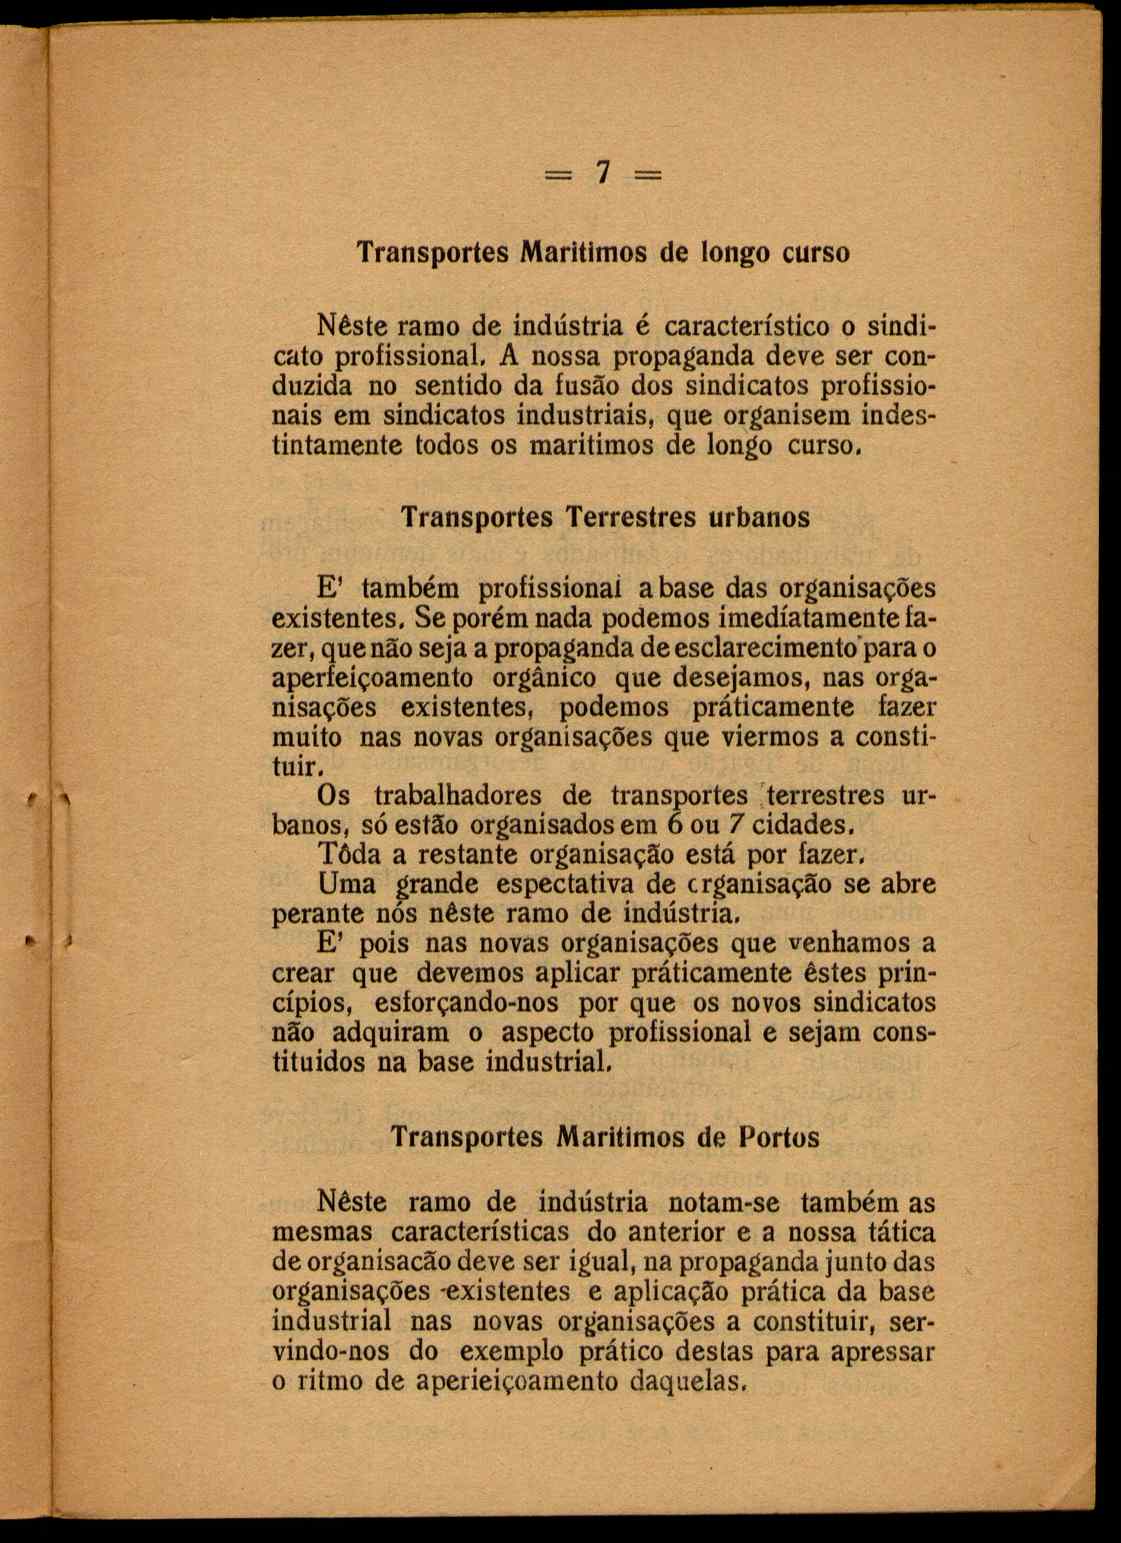 = 7 =
Transportes Maritimos de longo curso
Nêste ramo de indústria é característico o sindi-
cato profissional. A nossa propaganda deve ser con-
duzida no sentido da fusão dos sindicatos profissio-
nais em sindicatos industriais, que organisem indes-
tintamente todos os maritimos de longo curso.
Transportes Terrestres urbanos
E' também profissional a base das organisações
existentes. Se porém nada podemos imedíatamente fa-
zer, que não seja a propaganda de esclarecimento para o
aperfeiçoamento orgânico que desejamos, nas orga-
nisações existentes, podemos práticamente fazer
muito nas novas organisações que viermos a consti-
tuir.
Os trabalhadores de transportes terrestres ur-
banos, só estão organisados em 6 ou 7 cidades.
Tôda a restante organisação está por fazer.
Uma grande espectativa de organisação se abre
perante nós nêste ramo de indústria.
E' pois nas novas organisações que venhamos a
crear que devemos aplicar práticamente êstes prin-
cípios, esforçando-nos por que os novos sindicatos
não adquiram o aspecto profissional e sejam cons-
tituidos na base industrial.
Transportes Maritimos de Portos
Nêste ramo de indústria notam-se também as
mesmas características do anterior e a nossa tática
de organisacão deve ser igual, na propaganda junto das
organisações -existentes e aplicação prática da base
industrial nas novas organisações a constituir, ser-
vindo-nos do exemplo prático destas para apressar
o ritmo de aperieiçoamento daquelas.